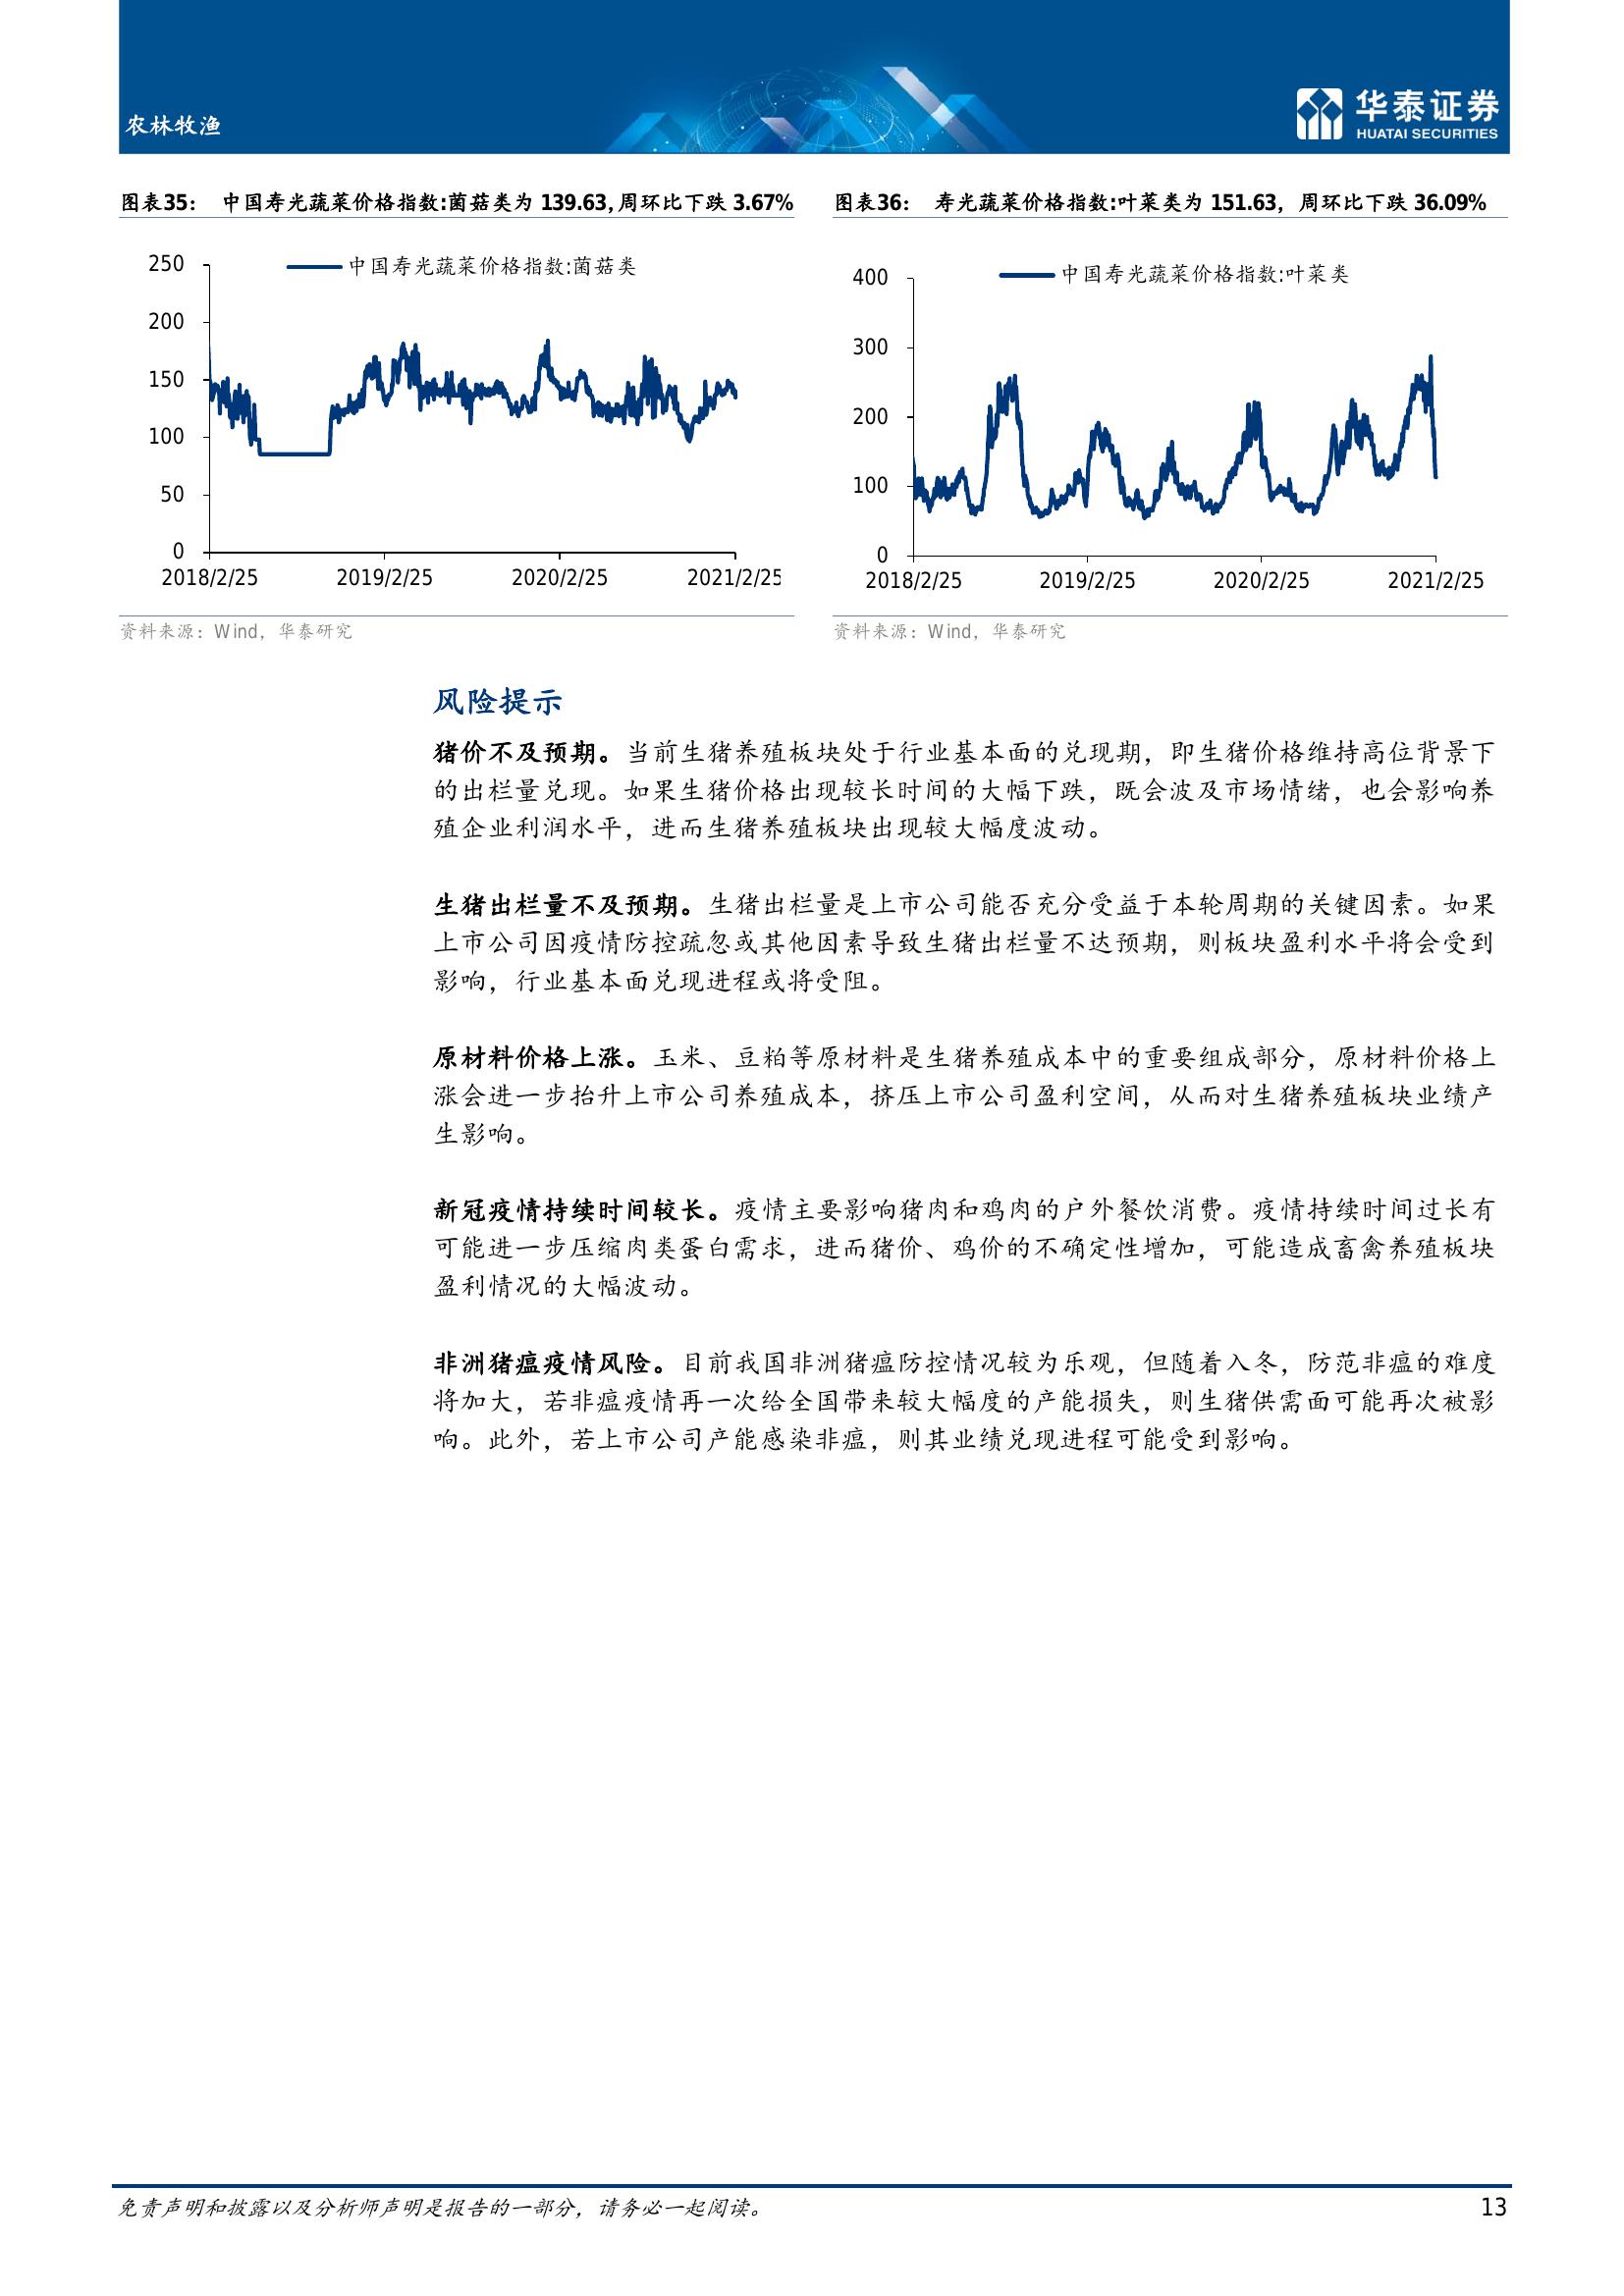 农林牧渔
华泰证券
HUATAI SECURITIES
图表35： 中国寿光蔬菜价格指数:菌菇类为 139.63,周环比下跌 3.67%
250
200
150
100
50
0
中国寿光蔬菜价格指数:菌菇类
2018/2/25 2019/2/25 2020/2/25 2021/2/25
资料来源：Wind，华泰研究
图表36： 寿光蔬菜价格指数:叶菜类为 151.63，周环比下跌 36.09%
400
300
200
100
0
中国寿光蔬菜价格指数:叶菜类
2018/2/25 2019/2/25 2020/2/25 2021/2/25
资料来源：Wind，华泰研究
风险提示
猪价不及预期。当前生猪养殖板块处于行业基本面的兑现期，即生猪价格维持高位背景下
的出栏量兑现。如果生猪价格出现较长时间的大幅下跌，既会波及市场情绪，也会影响养
殖企业利润水平，进而生猪养殖板块出现较大幅度波动。
生猪出栏量不及预期。生猪出栏量是上市公司能否充分受益于本轮周期的关键因素。如果
上市公司因疫情防控疏忽或其他因素导致生猪出栏量不达预期，则板块盈利水平将会受到
影响，行业基本面兑现进程或将受阻。
原材料价格上涨。玉米、豆粕等原材料是生猪养殖成本中的重要组成部分，原材料价格上
涨会进一步抬升上市公司养殖成本，挤压上市公司盈利空间，从而对生猪养殖板块业绩产
生影响。
新冠疫情持续时间较长。疫情主要影响猪肉和鸡肉的户外餐饮消费。疫情持续时间过长有
可能进一步压缩肉类蛋白需求，进而猪价、鸡价的不确定性增加，可能造成畜禽养殖板块
盈利情况的大幅波动。
非洲猪瘟疫情风险。目前我国非洲猪瘟防控情况较为乐观，但随着入冬，防范非瘟的难度
将加大，若非瘟疫情再一次给全国带来较大幅度的产能损失，则生猪供需面可能再次被影
响。此外，若上市公司产能感染非瘟，则其业绩兑现进程可能受到影响。
免责声明和披露以及分析师声明是报告的一部分，请务必一起阅读。
13